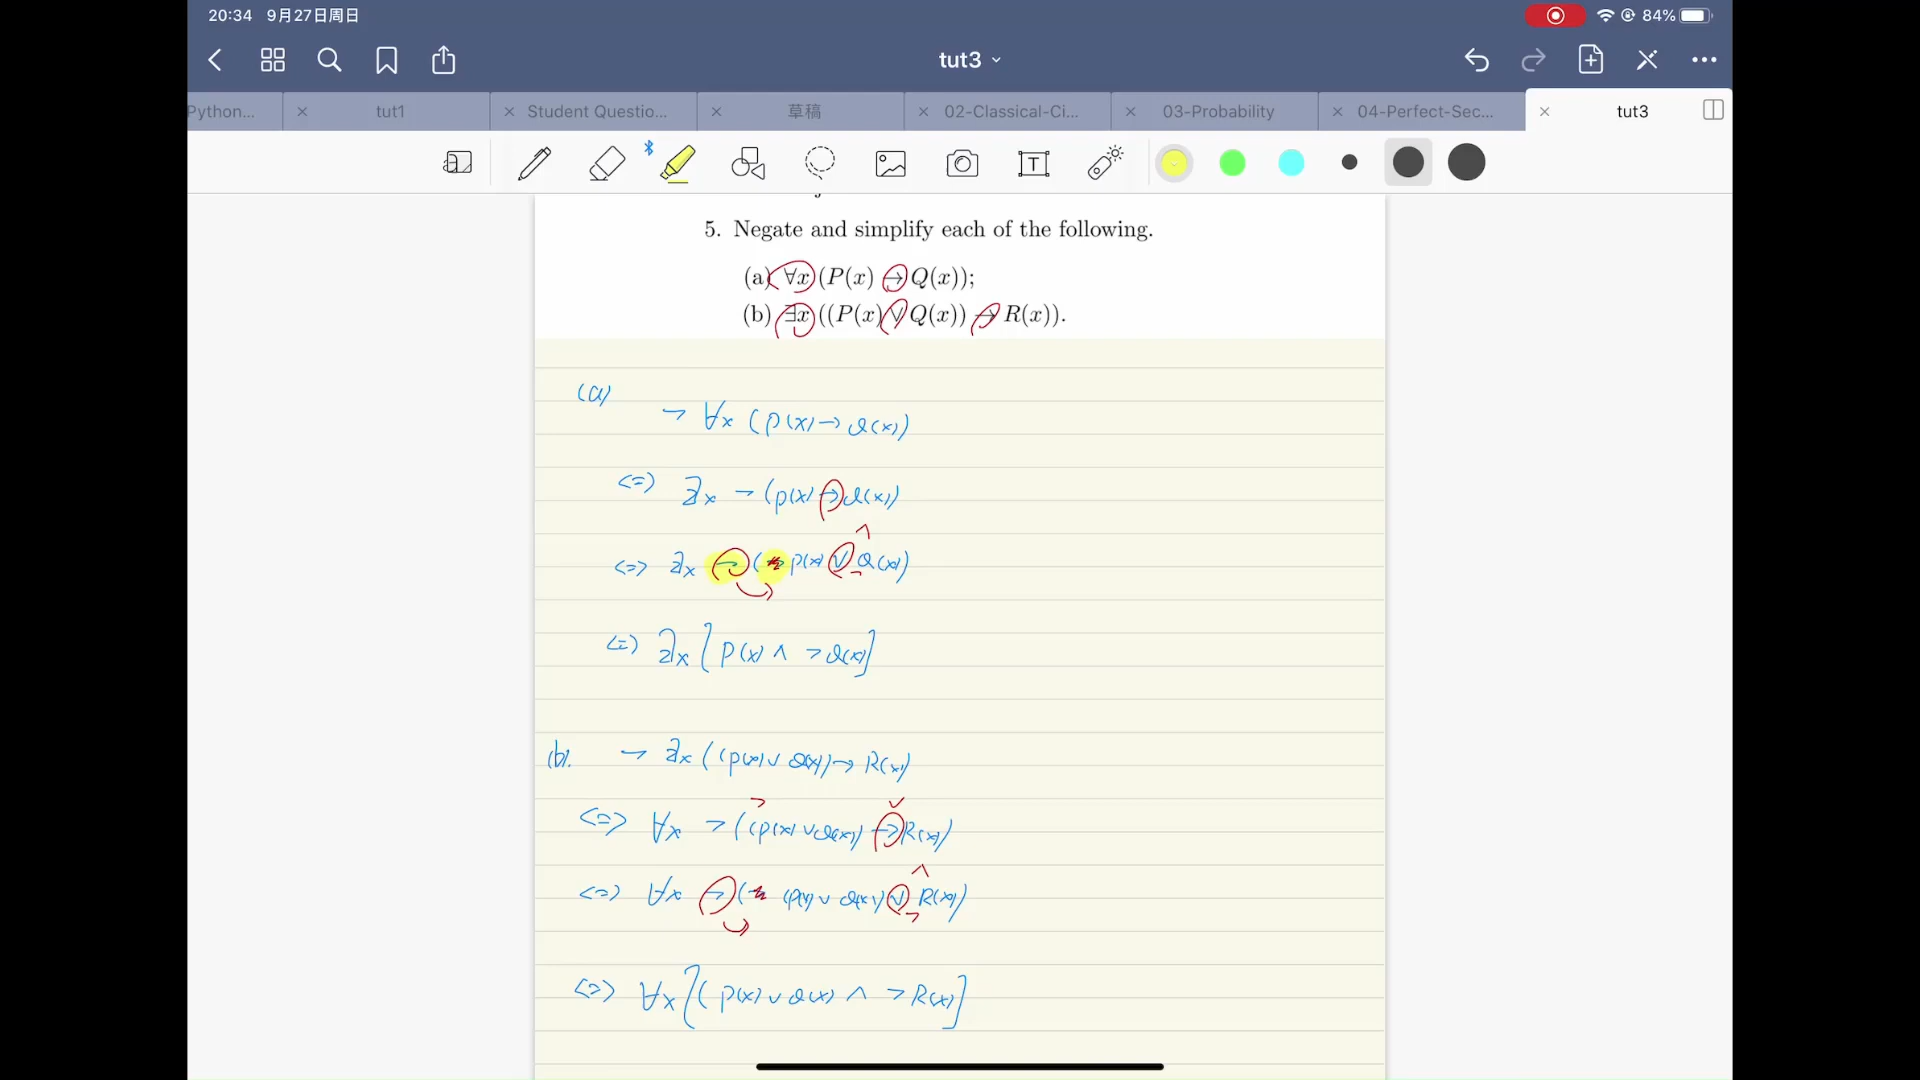 20:34 9月27日周日
84%
tut3
Python... tut1 Student Questio... 草稿 02-Classical-Ci... 03-Probability 04-Perfect-Sec... tut3
5. Negate and simplify each of the following.
(a) ∀x (P(x) → Q(x));
(b) ∃x ((P(x) ∨ Q(x)) → R(x)).
(a)
¬ ∀x (P(x) → Q(x))
<=> ∃x ¬ (P(x) → Q(x))
∧
<=> ∃x ¬ (¬ P(x) ∨ Q(x))
¬
<=> ∃x [P(x) ∧ ¬Q(x)]
(b). ¬ ∃x ((P(x) ∨ Q(x)) → R(x))
¬ ∨
<=> ∀x ¬ ((P(x) ∨ Q(x)) → R(x))
∧
<=> ∀x ¬ (¬ (P(x) ∨ Q(x)) ∨ R(x))
¬
<=> ∀x [(P(x) ∨ Q(x) ∧ ¬R(x)]